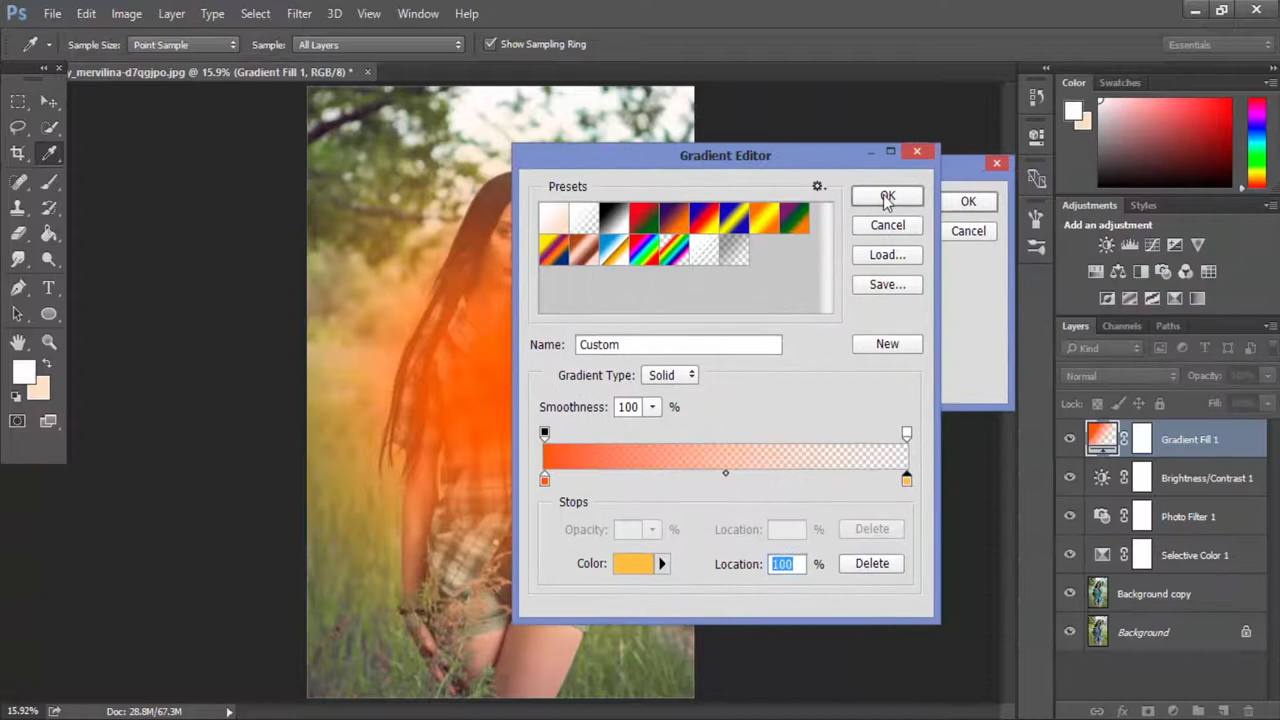 Ps File Edit Image Layer Type Select Filter 3D View Window Help
Sample Size: Point Sample Sample: All Layers Show Sampling Ring Essentials
y_mervilina-d7qgjpo.jpg @ 15.9% (Gradient Fill 1, RGB/8) * ×
Color Swatches
Gradient Editor
Presets
OK
Cancel
Load...
Save...
OK
Cancel
Name: Custom New
Gradient Type: Solid
Smoothness: 100 %
Stops
Opacity: % Location: % Delete
Color: Location: 100 % Delete
Adjustments Styles
Add an adjustment
Layers Channels Paths
Kind
Normal Opacity:
Lock: Fill:
Gradient Fill 1
Brightness/Contrast 1
Photo Filter 1
Selective Color 1
Background copy
Background
15.92% Doc: 28.8M/67.3M